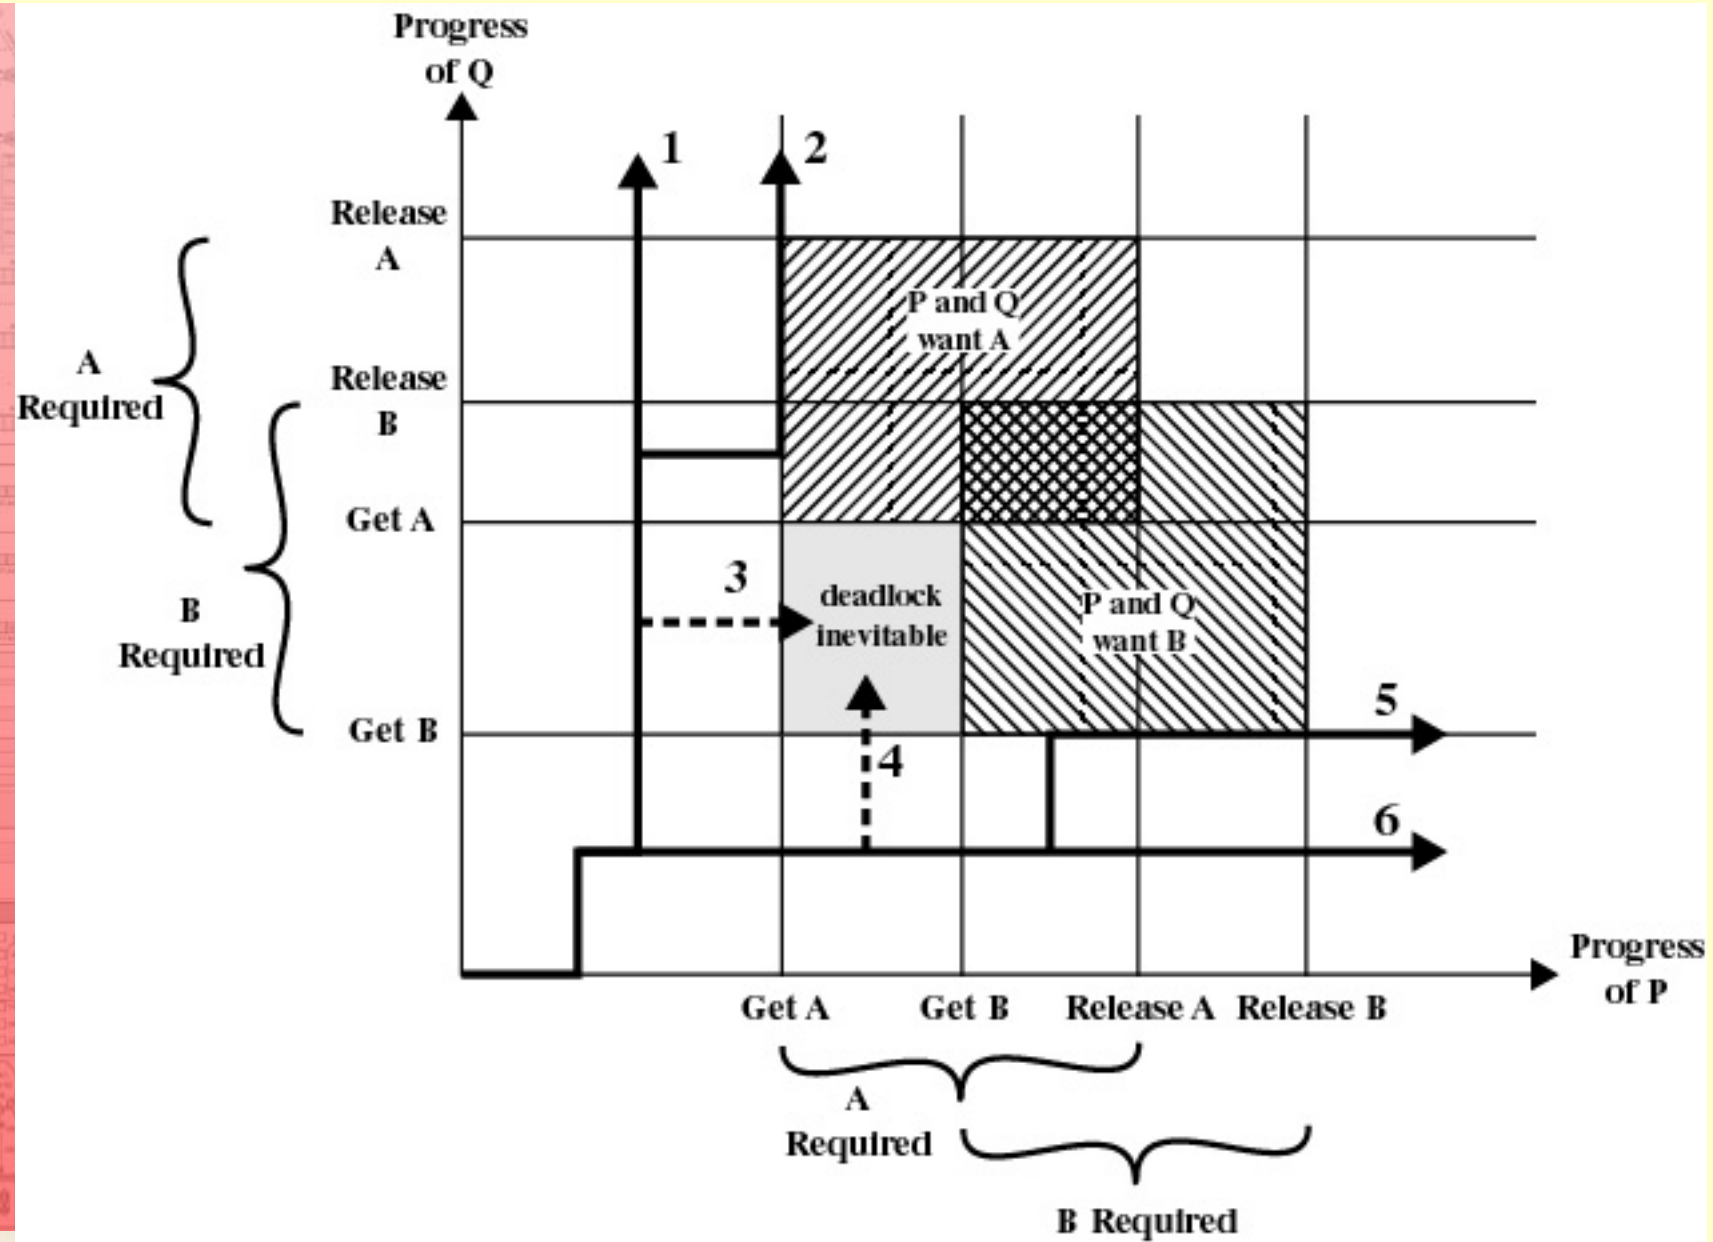 Progress
of Q
1
2
Release
A
P and Q
want A
A
Required
Release
B
Get A
3
deadlock
inevitable
P and Q
want B
B
Required
5
Get B
4
6
Progress
of P
Get A
Get B
Release A
Release B
A
Required
B Required